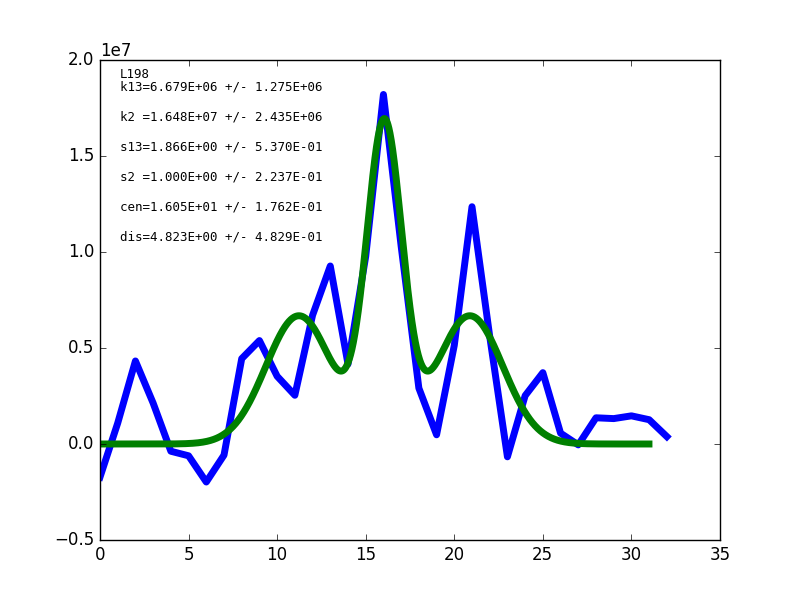 1e7
L198
k13=6.679E+06 +/- 1.275E+06
k2 =1.648E+07 +/- 2.435E+06
s13=1.866E+00 +/- 5.370E-01
s2 =1.000E+00 +/- 2.237E-01
cen=1.605E+01 +/- 1.762E-01
dis=4.823E+00 +/- 4.829E-01
2.0
1.5
1.0
0.5
0.0
−0.5
0 5 10 15 20 25 30 35